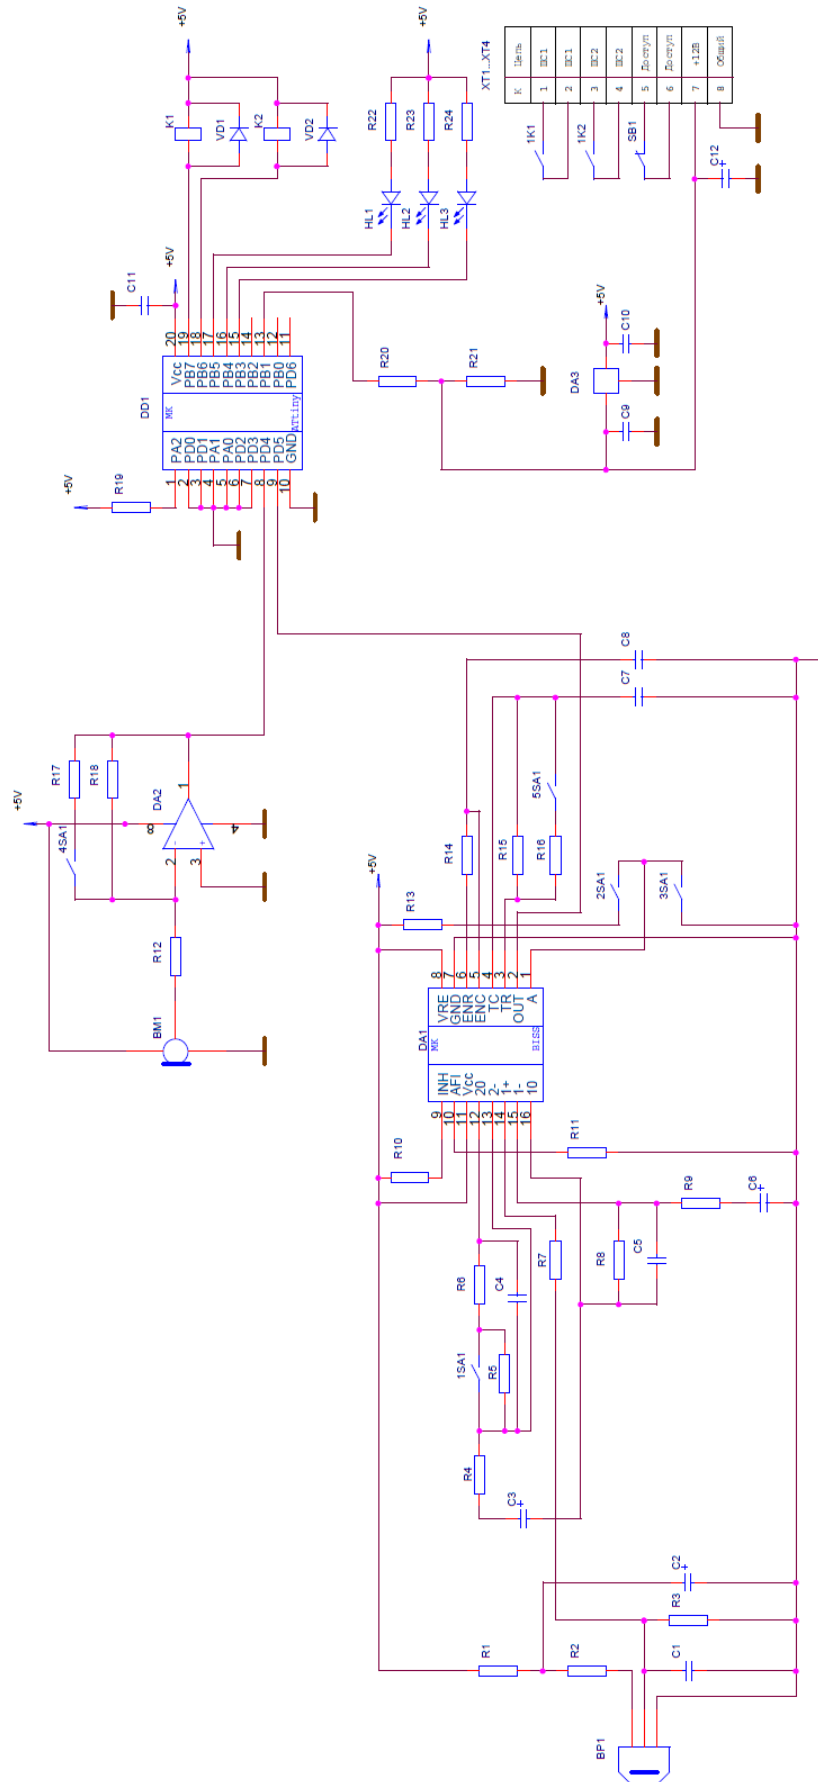 +5V
K1
VD1
K2
VD2
+5V
R22
R23
R24
HL1
HL2
HL3
XT1...XT4
К Цепь
1 ШС1
2 ШС1
3 ШС2
4 ШС2
5 Доступ
6 Доступ
7 +12В
8 Общий
1K1
1K2
SB1
C12
+
+5V
C11
20 19 18 17 16 15 14 13 12 11
Vcc PB7 PB6 PB5 PB4 PB3 PB2 PB1 PB0 PD6
DD1
MK
ATtiny
PA2 PD0 PD1 PA1 PA0 PD2 PD3 PD4 PD5 GND
1 2 3 4 5 6 7 8 9 10
+5V
R19
R20
R21
+5V
C10
DA3
C9
+5V
4SA1
R17
R18
DA2
8
1
4
2
3
-
+
R12
BM1
C8
C7
5SA1
R14
R15
R16
+5V
R13
2SA1
3SA1
8 7 6 5 4 3 2 1
VRE GND ENR ENC TC TR OUT A
DA1
MK
BISS
INH AFI Vcc 20 2- 1+ 1- 10
9 10 11 12 13 14 15 16
R10
R11
R9
C6
+
R7
R8
C5
R6
C4
1SA1
R5
R4
C3
+
C2
+
R3
R1
R2
C1
BP1